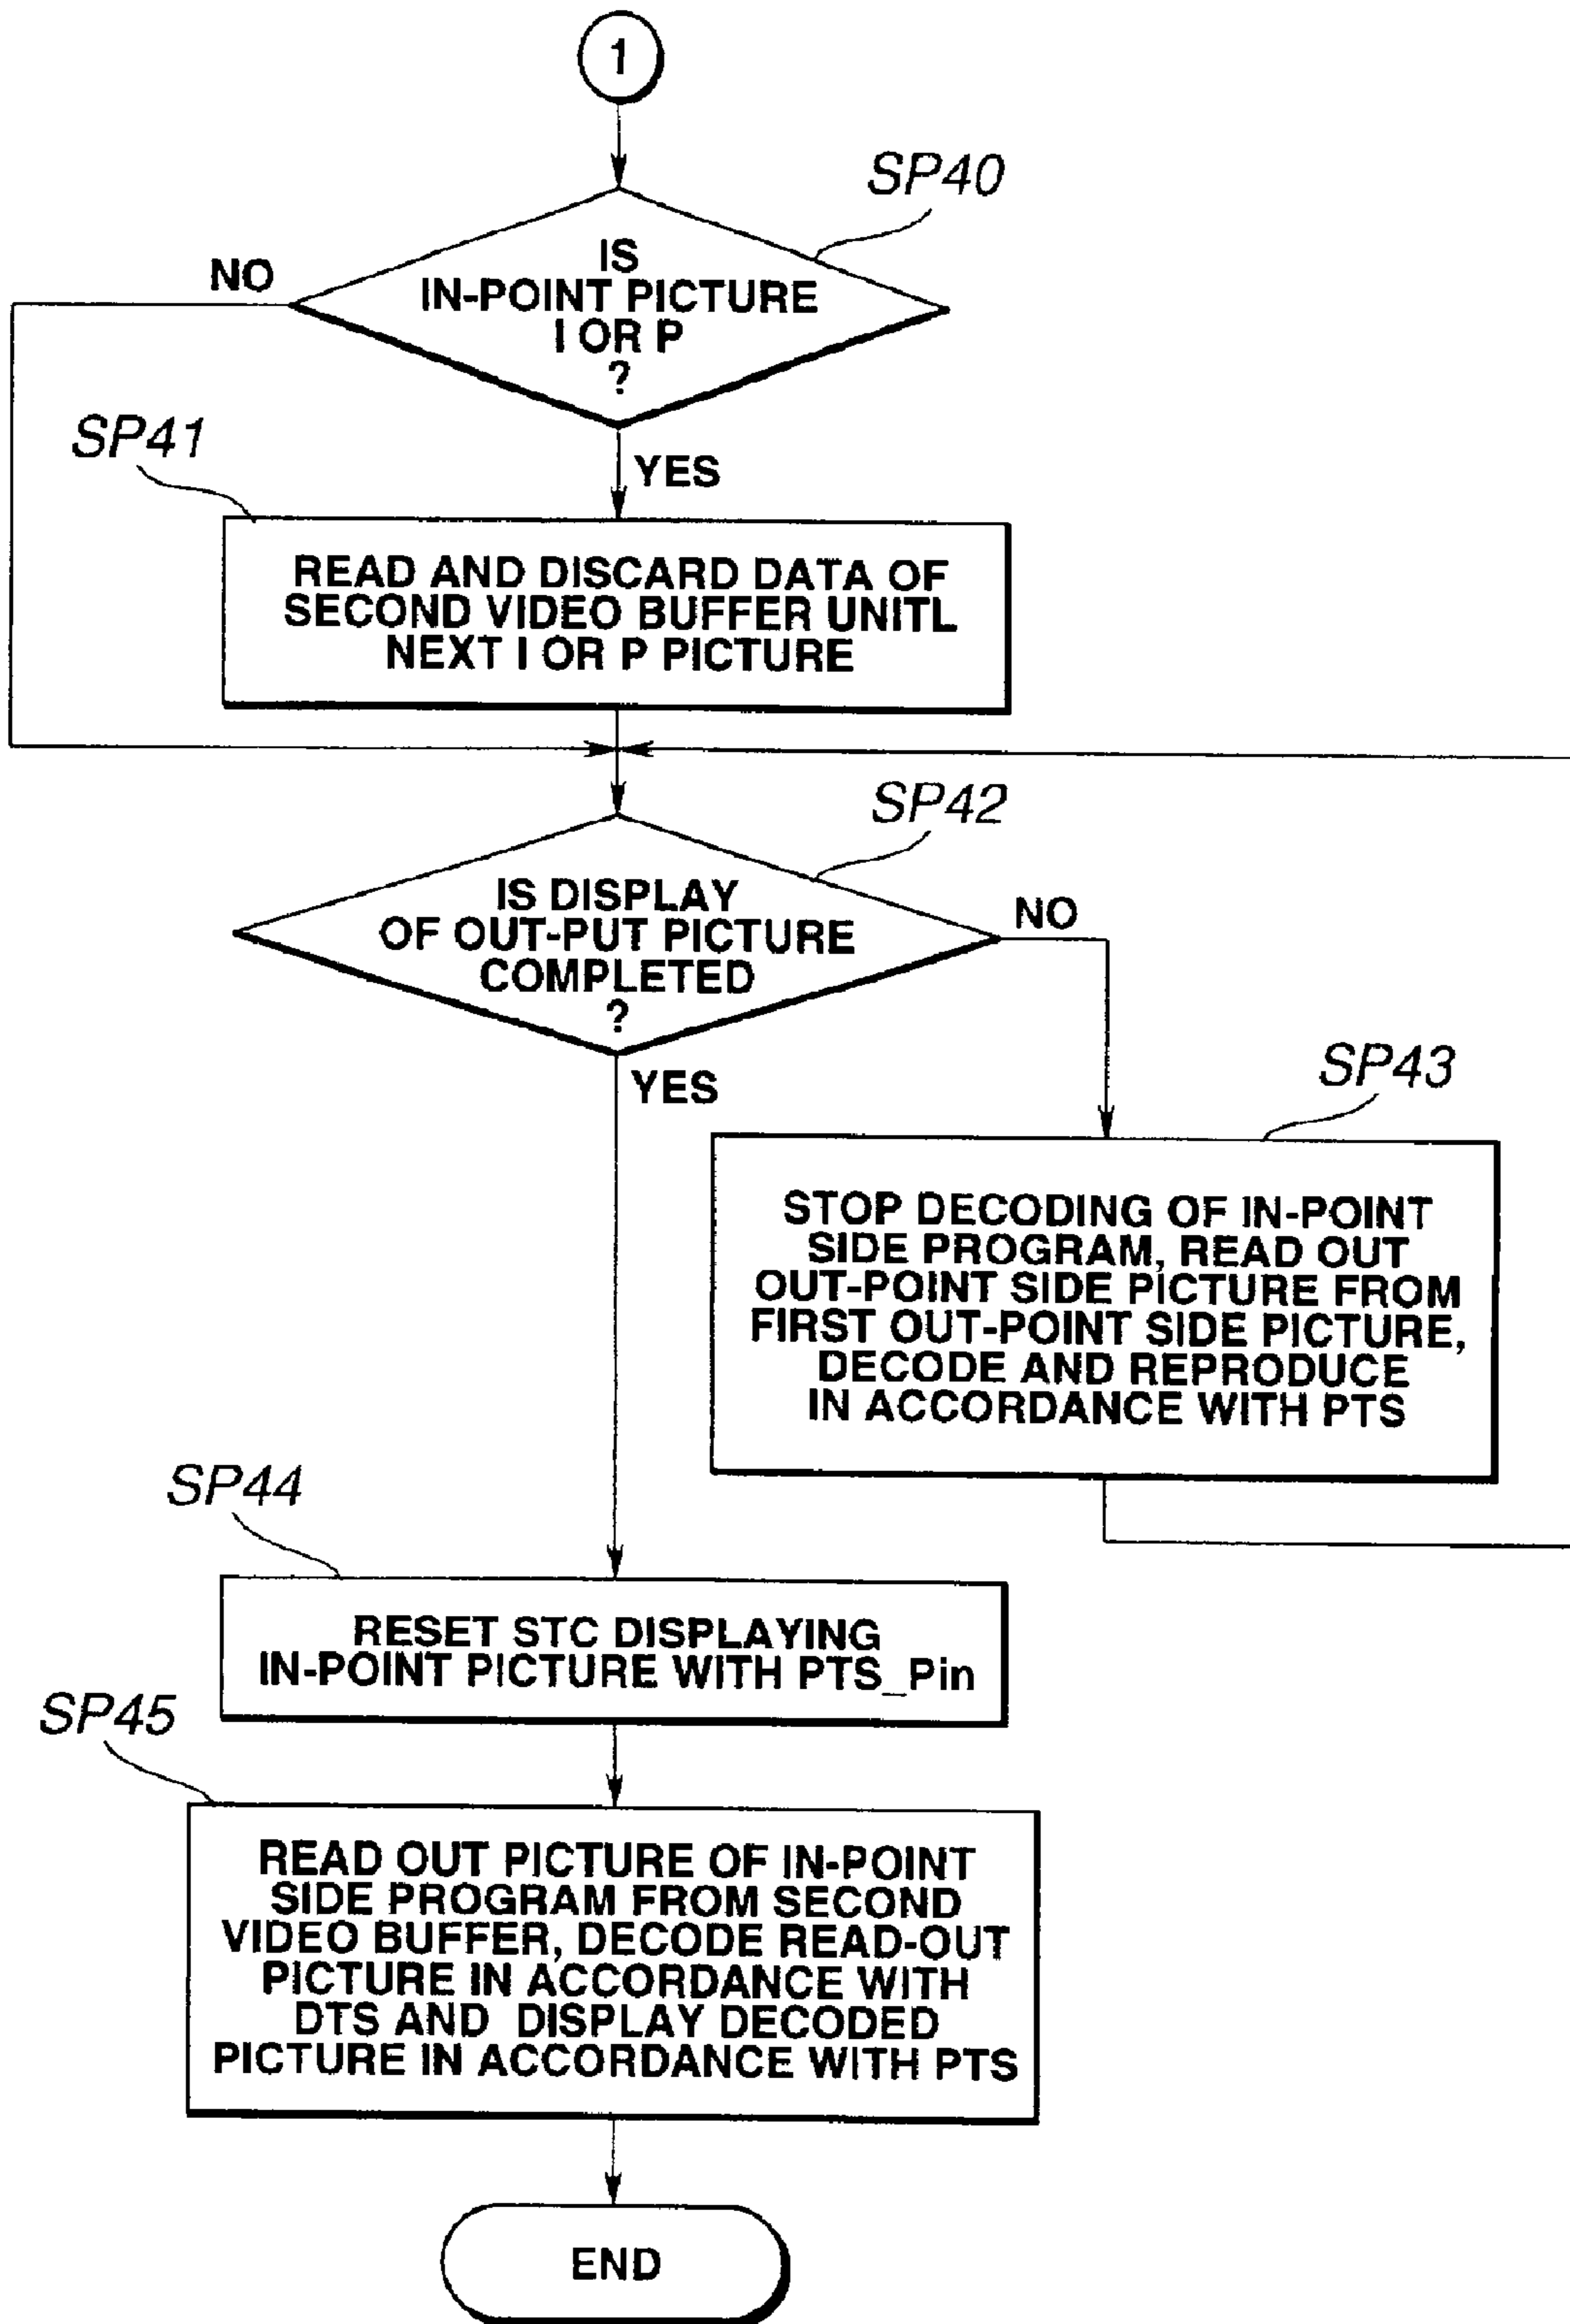 1
SP40
IS
IN-POINT PICTURE
I OR P
?
NO
YES
SP41
READ AND DISCARD DATA OF
SECOND VIDEO BUFFER UNITL
NEXT I OR P PICTURE
SP42
IS DISPLAY
OF OUT-PUT PICTURE
COMPLETED
?
NO
YES
SP43
STOP DECODING OF IN-POINT
SIDE PROGRAM, READ OUT
OUT-POINT SIDE PICTURE FROM
FIRST OUT-POINT SIDE PICTURE,
DECODE AND REPRODUCE
IN ACCORDANCE WITH PTS
SP44
RESET STC DISPLAYING
IN-POINT PICTURE WITH PTS_Pin
SP45
READ OUT PICTURE OF IN-POINT
SIDE PROGRAM FROM SECOND
VIDEO BUFFER, DECODE READ-OUT
PICTURE IN ACCORDANCE WITH
DTS AND DISPLAY DECODED
PICTURE IN ACCORDANCE WITH PTS
END